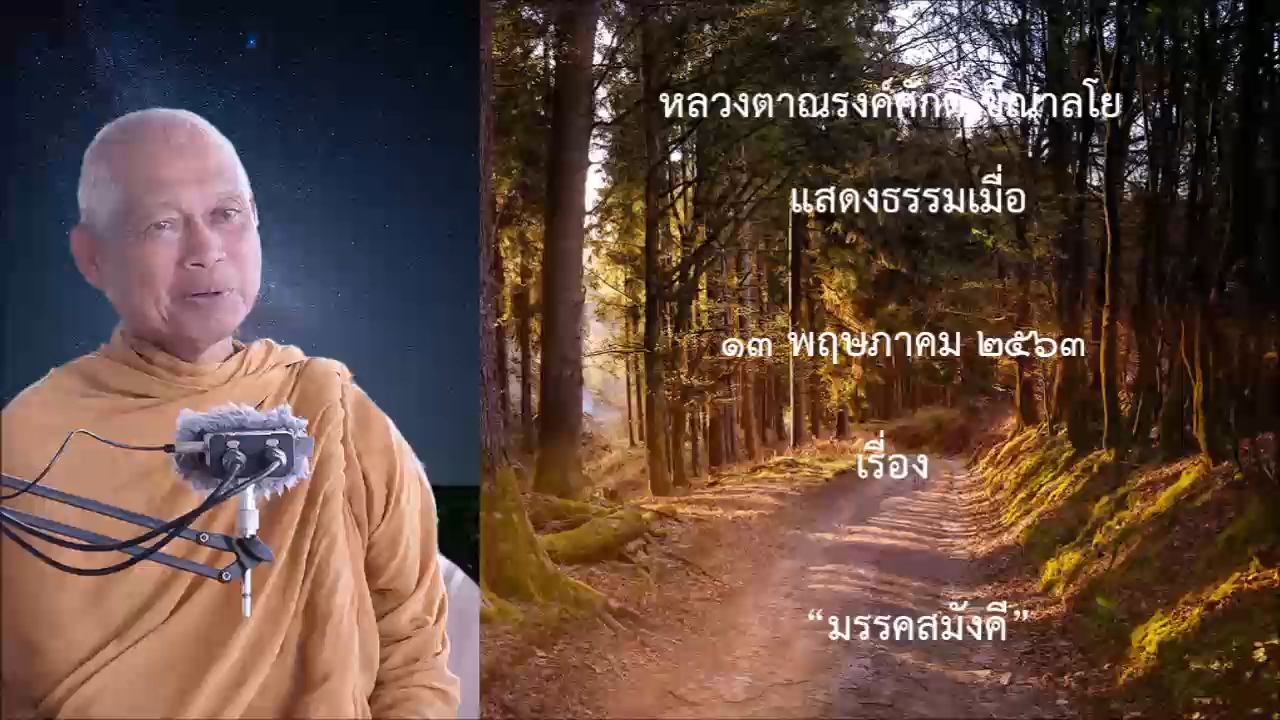 หลวงตาณรงค์ศักดิ์ ขีณาลโย
แสดงธรรมเมื่อ
๑๓ พฤษภาคม ๒๕๖๓
เรื่อง
“มรรคสมังคี”